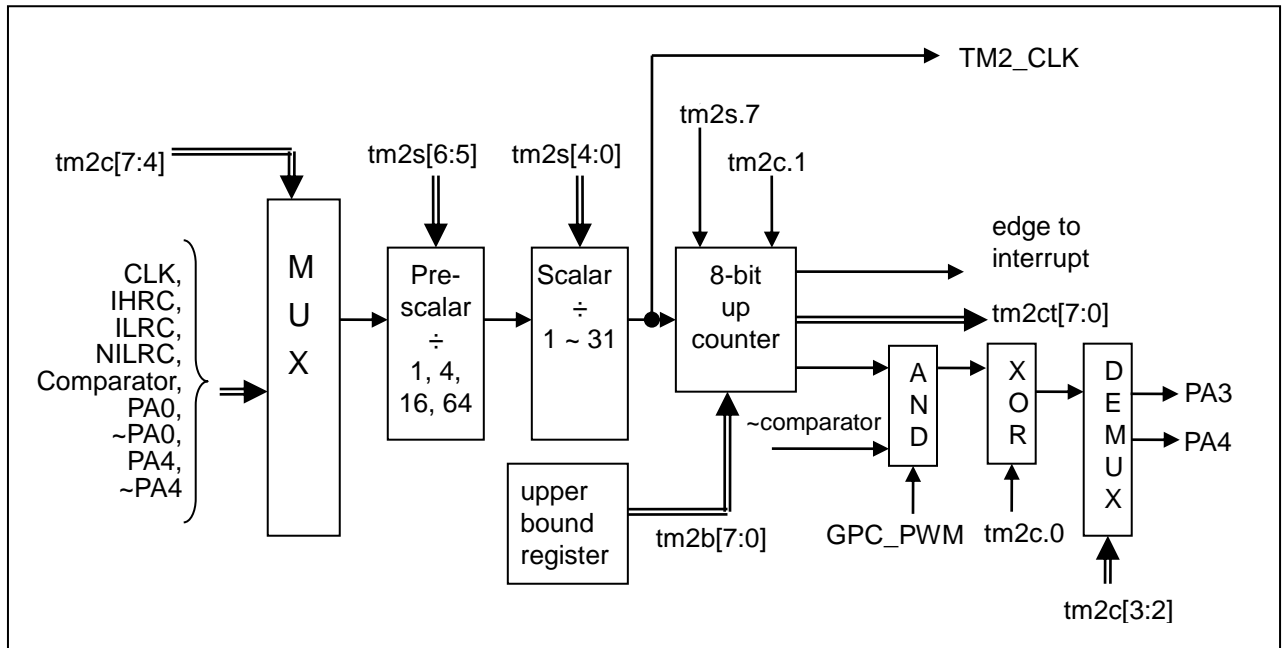 TM2_CLK
tm2s.7
tm2c[7:4]
tm2s[6:5]
tm2s[4:0]
tm2c.1
M
U
X
CLK,
IHRC,
ILRC,
NILRC,
Comparator,
PA0,
~PA0,
PA4,
~PA4
Pre-
scalar
÷
1, 4,
16, 64
Scalar
÷
1 ~ 31
8-bit
up
counter
edge to
interrupt
tm2ct[7:0]
A
N
D
X
O
R
D
E
M
U
X
PA3
PA4
~comparator
upper
bound
register
tm2b[7:0]
GPC_PWM
tm2c.0
tm2c[3:2]